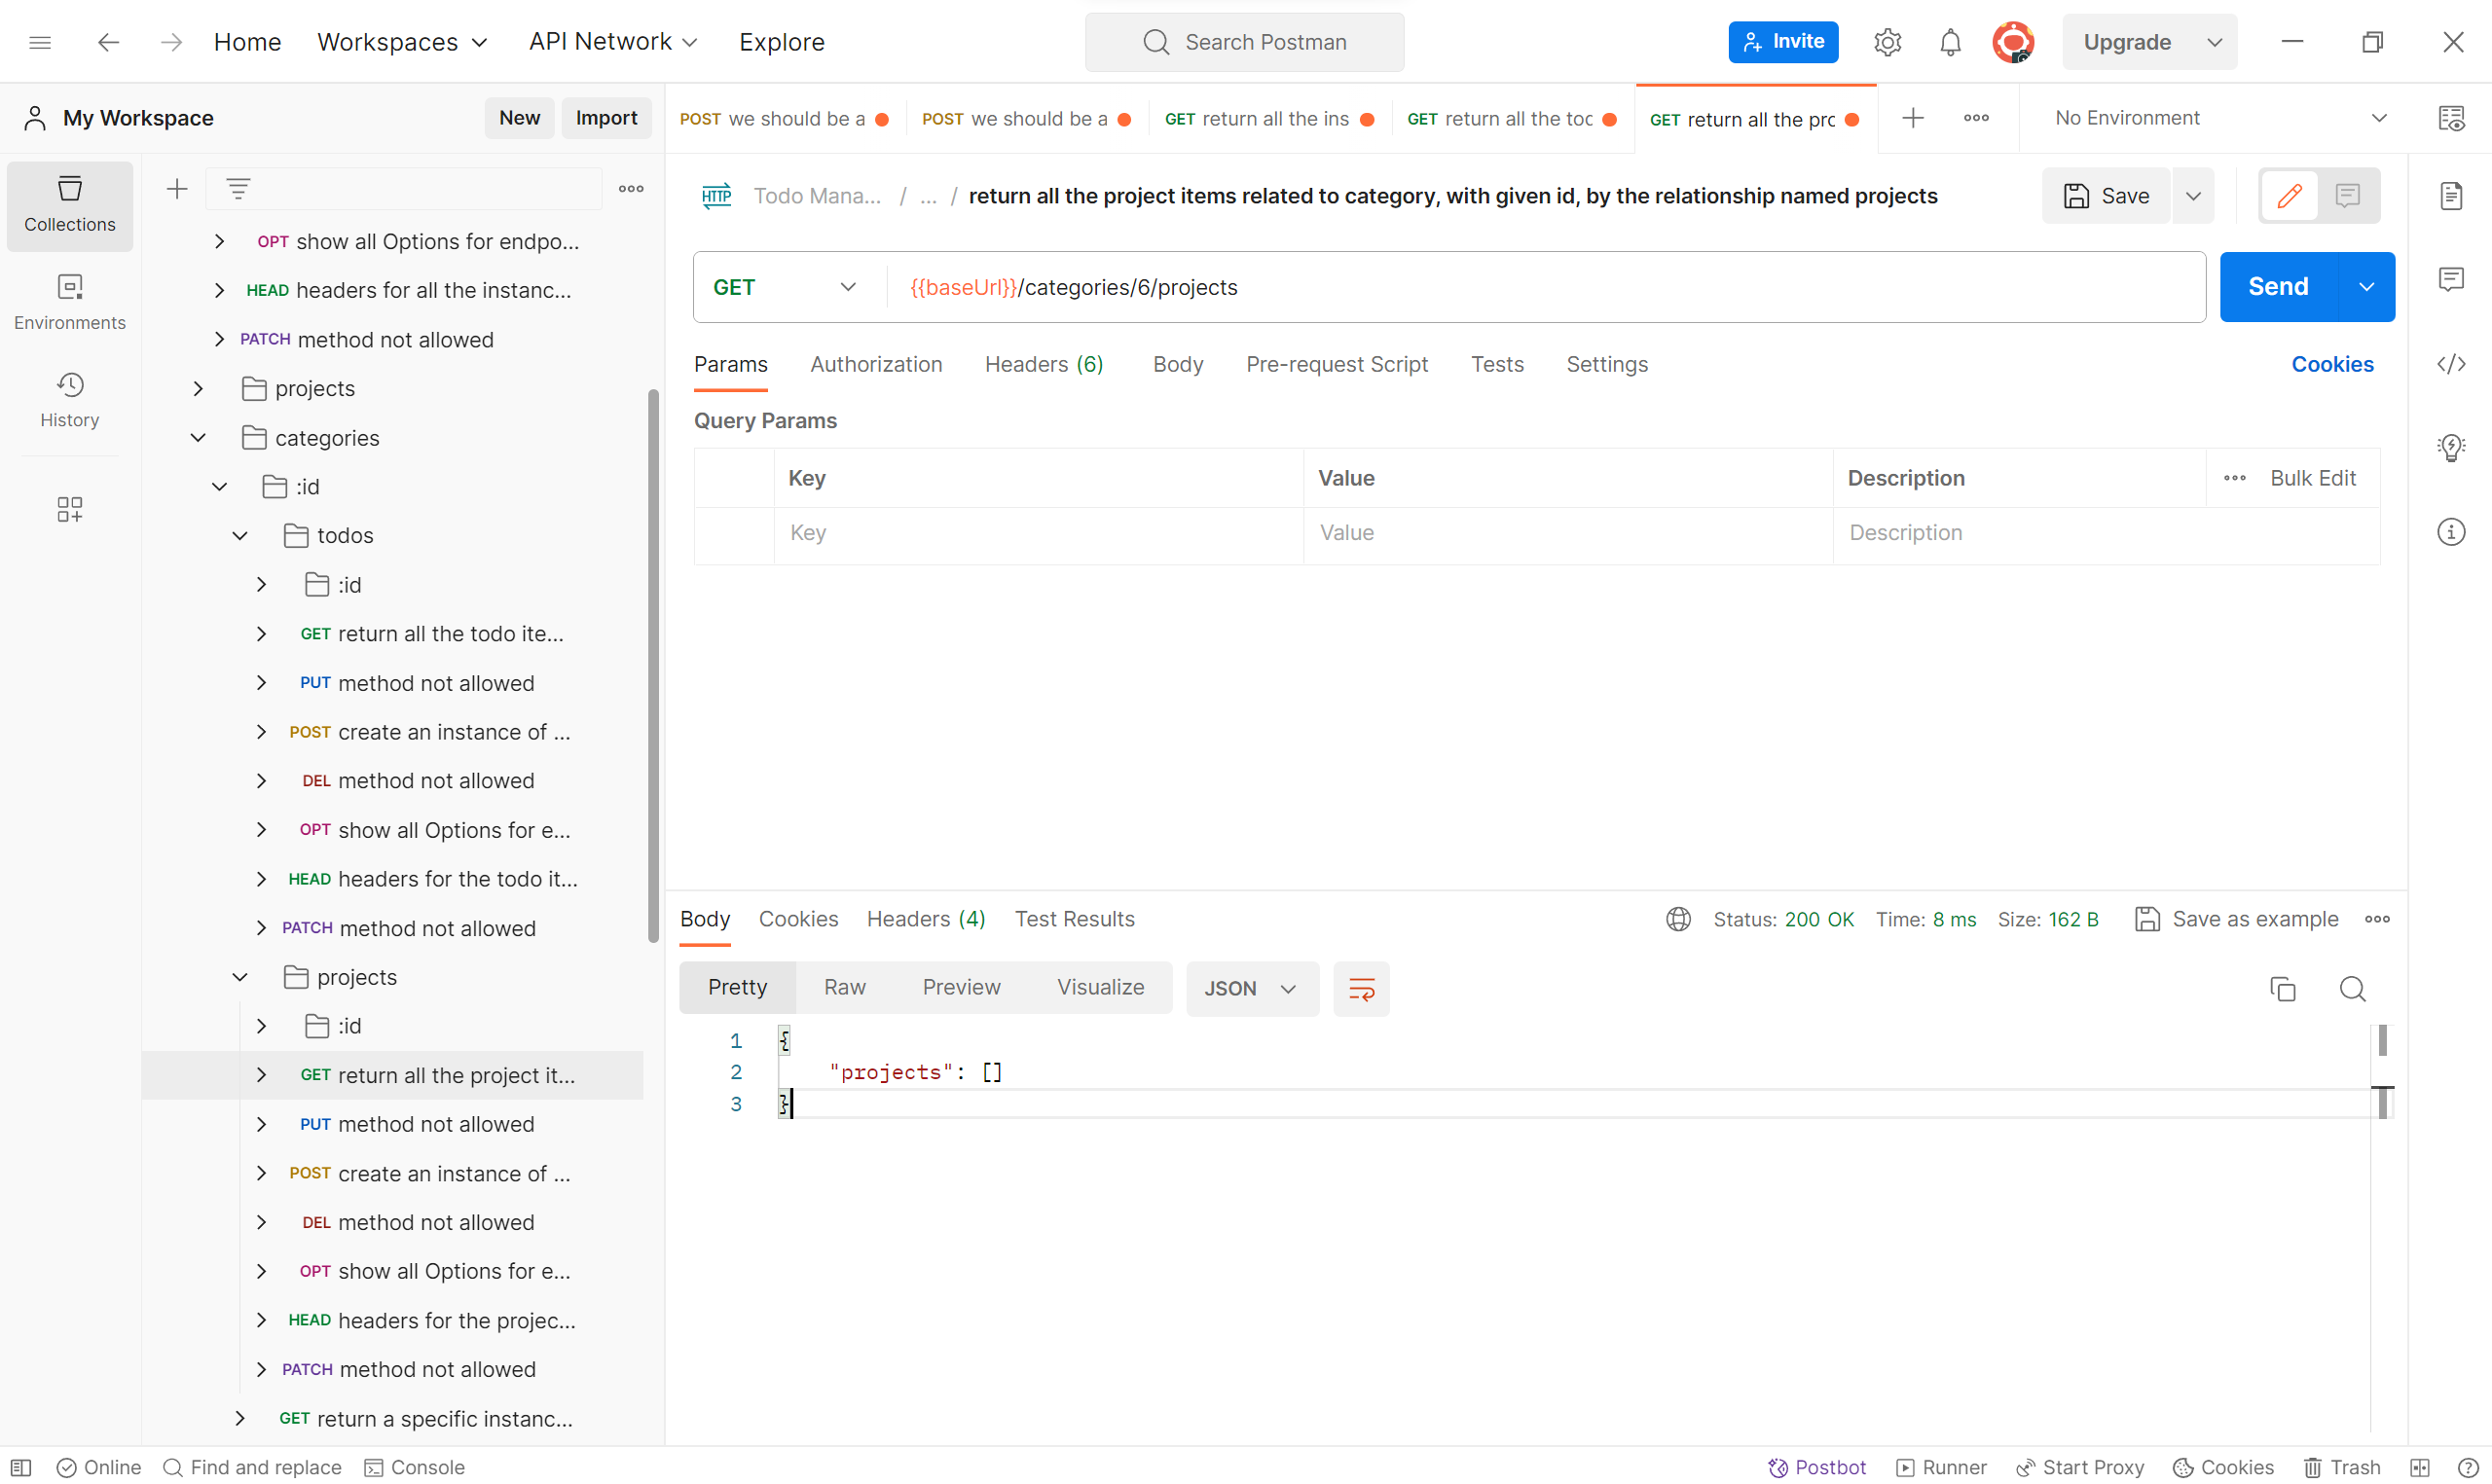 Home Workspaces API Network Explore Search Postman Invite Upgrade
My Workspace New Import POST we should be a POST we should be a GET return all the ins GET return all the toc GET return all the pro No Environment
Collections
Environments
History
OPT show all Options for endpo...
HEAD headers for all the instanc...
PATCH method not allowed
projects
categories
:id
todos
:id
GET return all the todo ite...
PUT method not allowed
POST create an instance of ...
DEL method not allowed
OPT show all Options for e...
HEAD headers for the todo it...
PATCH method not allowed
projects
:id
GET return all the project it...
PUT method not allowed
POST create an instance of ...
DEL method not allowed
OPT show all Options for e...
HEAD headers for the projec...
PATCH method not allowed
GET return a specific instanc...
HTTP Todo Mana... / ... / return all the project items related to category, with given id, by the relationship named projects Save
GET {{baseUrl}}/categories/6/projects Send
Params Authorization Headers (6) Body Pre-request Script Tests Settings Cookies
Query Params
Key Value Description Bulk Edit
Key Value Description
Body Cookies Headers (4) Test Results Status: 200 OK Time: 8 ms Size: 162 B Save as example
Pretty Raw Preview Visualize JSON
1 {
2 "projects": []
3 }
Online Find and replace Console Postbot Runner Start Proxy Cookies Trash